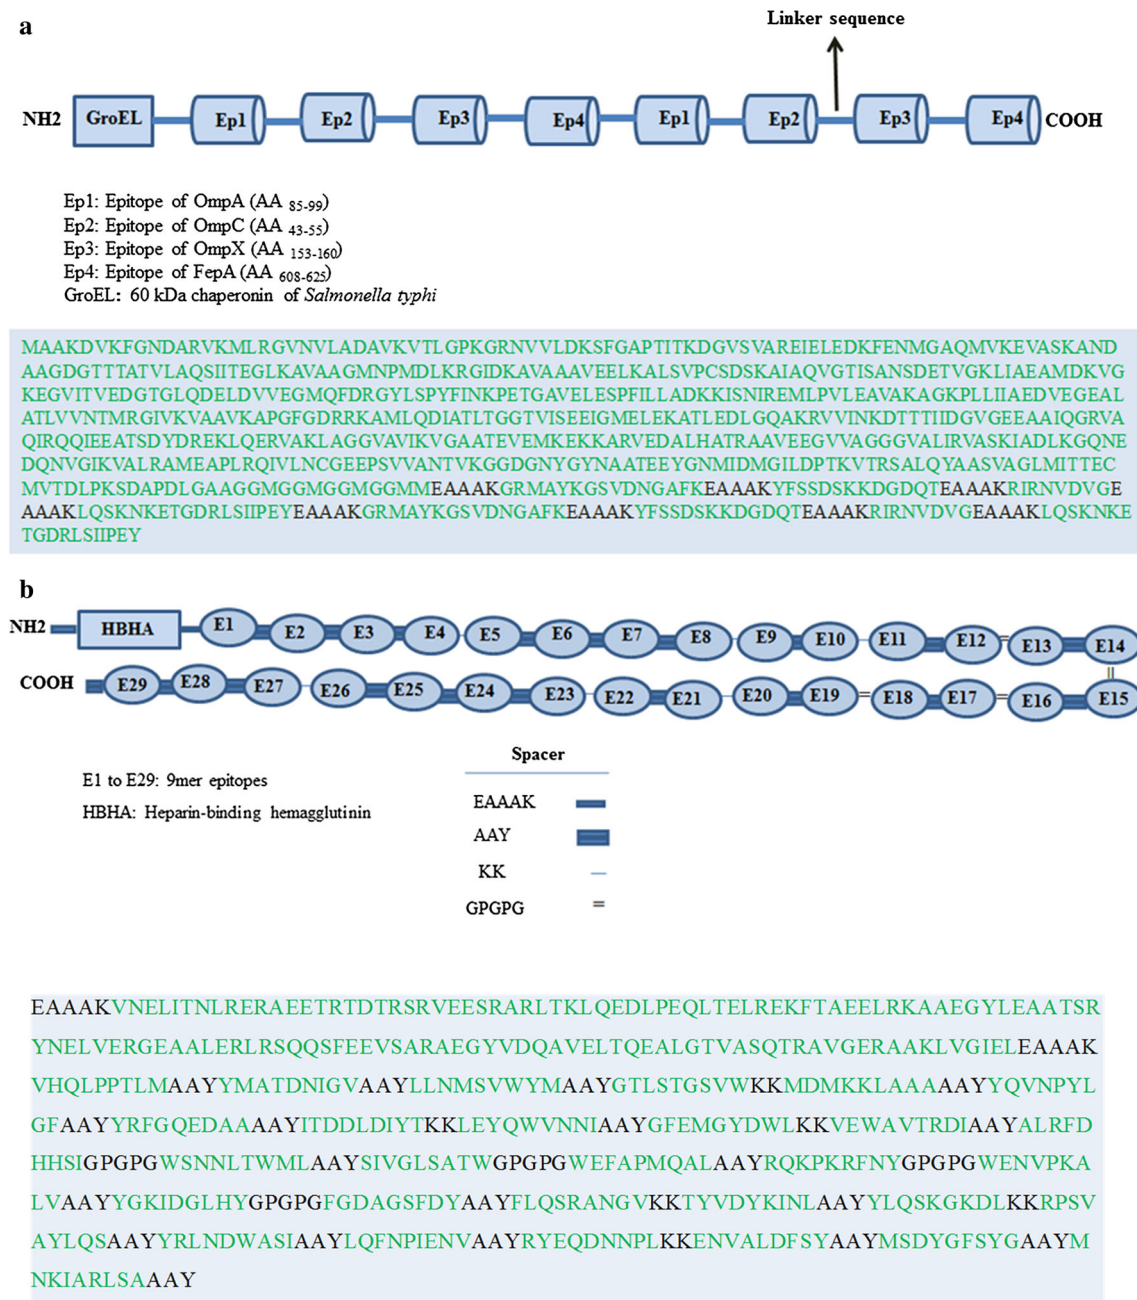 a
Linker sequence
NH2 GroEL Ep1 Ep2 Ep3 Ep4 Ep1 Ep2 Ep3 Ep4 COOH
Ep1: Epitope of OmpA (AA 85-99)
Ep2: Epitope of OmpC (AA 43-55)
Ep3: Epitope of OmpX (AA 153-160)
Ep4: Epitope of FepA (AA 608-625)
GroEL: 60 kDa chaperonin of Salmonella typhi
MAAKDVKFGNDARVKMLRGVNVLADAVKVTLGPKGRNVVLDKSFGAPTITKDGVSVAREIELEDKFENMGAQMVKEVASKAND
AAGDGTTTATVLAQSIITEGLKAVAAGMNPMDLKRGIDKAVAAAVEELKALSVPCSDSKAIAQVGTISANSDETVGKLIAEAMDKVG
KEGVITVEDGTGLQDELDVVEGMQFDRGYLSPYFINKPETGAVELESPFILLADKKISNIREMLPVLEAVAKAGKPLLIIAEDVEGEAL
ATLVVNTMRGIVKVAAVKAPGFGDRRKAMLQDIATLTGGTVISEEIGMELEKATLEDLGQAKRVVINKDTTTIIDGVGEEAAIQGRVA
QIRQQIEEATSDYDREKLQERVAKLAGGVAVIKVGAATEVEMKEKKARVEDALHATRAAVEEGVVAGGGVALIRVASKIADLKGQNE
DQNVGIKVALRAMEAPLRQIVLNCGEEPSVVANTVKGGDGNYGYNAATEEYGNMIDMGILDPTKVTRSALQYAASVAGLMITTEC
MVTDLPKSDAPDLGAAGGMGGMGGMGGMMEAAAKGRMAYKGSVDNGAFKEAAAKYFSSDSKKDGDQTEAAAKRIRNVDVGE
AAAKLQSKNKETGDRLSIIPEYEAAAKGRMAYKGSVDNGAFKEAAAKYFSSDSKKDGDQTEAAAKRIRNVDVGEAAAKLQSKNKE
TGDRLSIIPEY
b
NH2 HBHA E1 E2 E3 E4 E5 E6 E7 E8 E9 E10 E11 E12 = E13 E14
COOH E29 E28 E27 E26 E25 E24 E23 E22 E21 E20 E19 = E18 E17 = E16 E15
Spacer
E1 to E29: 9mer epitopes
HBHA: Heparin-binding hemagglutinin
EAAAK
AAY
KK
GPGPG =
EAAAKVNELITNLRERAEETRTDTRSRVEESRARLTKLQEDLPEQLTELREKFTAEELRKAAEGYLEAATSR
YNELVERGEAALERLRSQQSFEEVSARAEGYVDQAVELTQEALGTVASQTRAVGERAAKLVGIELEAAAK
VHQLPPTLMAAYYMATDNIGVAAYLLNMSVWYMAAYGTLSTGSVWKKMDMKKLAAAAAYYQVNPYL
GFAAYYRFGQEDAAAAYITDDLDIYTKKLEYQWVNNIAAYGFEMGYDWLKKVEWAVTRDIAAYALRFD
HHSIGPGPGWSNNLTWMLAAYSIVGLSATWGPGPGWEFAPMQALAAYRQKPKRFNYGPGPGWENVPKA
LVAAYYGKIDGLHYGPGPGFGDAGSFDYAAYFLQSRANGVKKTYVDYKINLAAYYLQSKGKDLKKRPSV
AYLQSAAYYRLNDWASIAAYLQFNPIENVAAYRYEQDNNPLKKENVALDFSYAAYMSDYGFSYGAAYM
NKIARLSAAAY